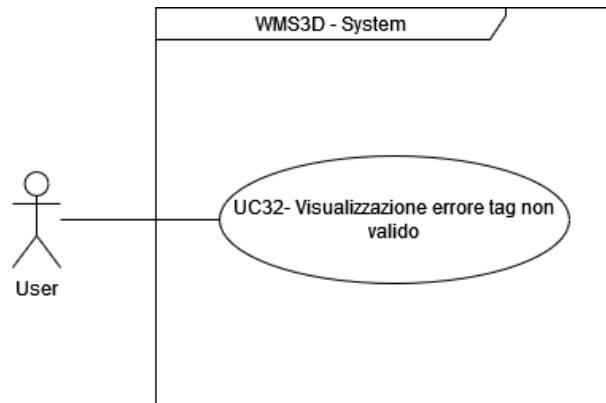 WMS3D - System
UC32- Visualizzazione errore tag non
valido
User